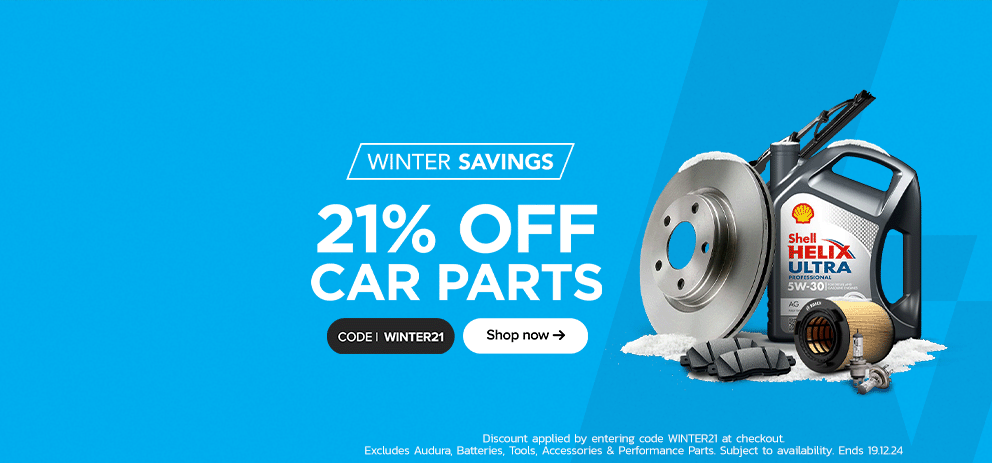 WINTER SAVINGS
21% OFF
CAR PARTS
CODE | WINTER21
Shop now →
Shell
HELIX
ULTRA
PROFESSIONAL
5W-30
AG
BOSCH
Discount applied by entering code WINTER21 at checkout.
Excludes Audura, Batteries, Tools, Accessories & Performance Parts. Subject to availability. Ends 19.12.24